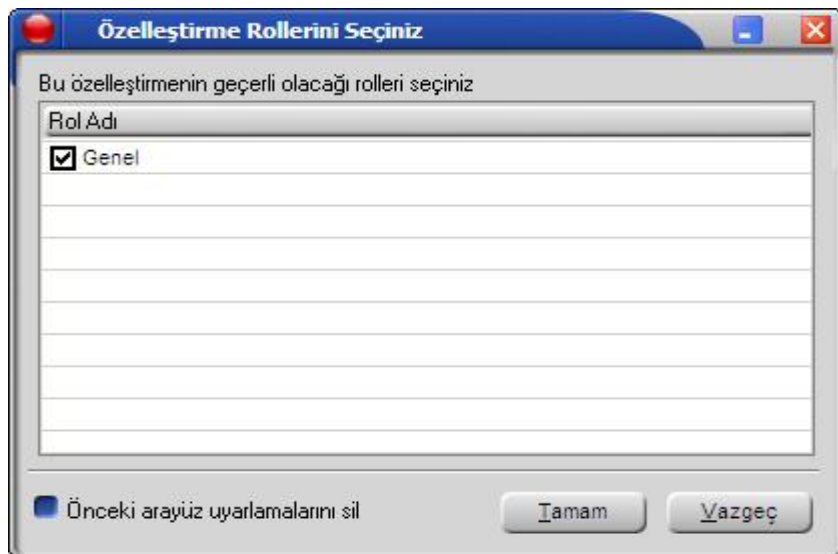 Özelleştirme Rollerini Seçiniz
Bu özelleştirmenin geçerli olacağı rolleri seçiniz
Rol Adı
Genel
Önceki arayüz uyarlamalarını sil
Tamam
Vazgeç